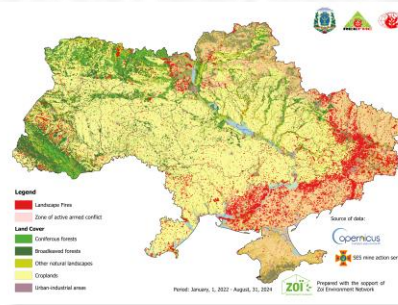 Legend
Landscape Fires
Zone of active armed conflict
Land Cover
Coniferous forests
Broadleaved forests
Other natural landscapes
Croplands
Urban-industrial areas
Period: January, 1, 2022 - August, 31, 2024
Source of data:
Copernicus
SES mine action
ZOÏ
Prepared with the support of
Zoi Environment Network